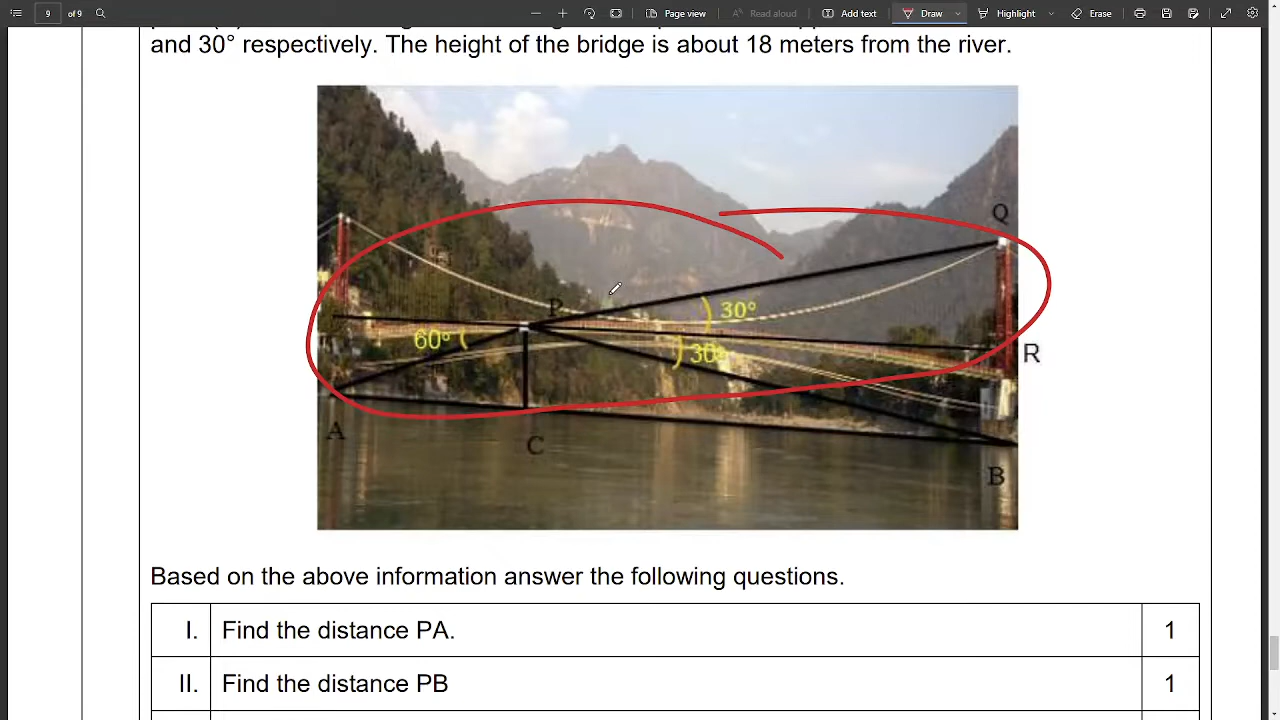 9 of 9 Page view Read aloud Add text Draw Highlight Erase
and 30° respectively. The height of the bridge is about 18 meters from the river.
Q
P 30°
60° 30° R
A C B
Based on the above information answer the following questions.
I. Find the distance PA. 1
II. Find the distance PB 1